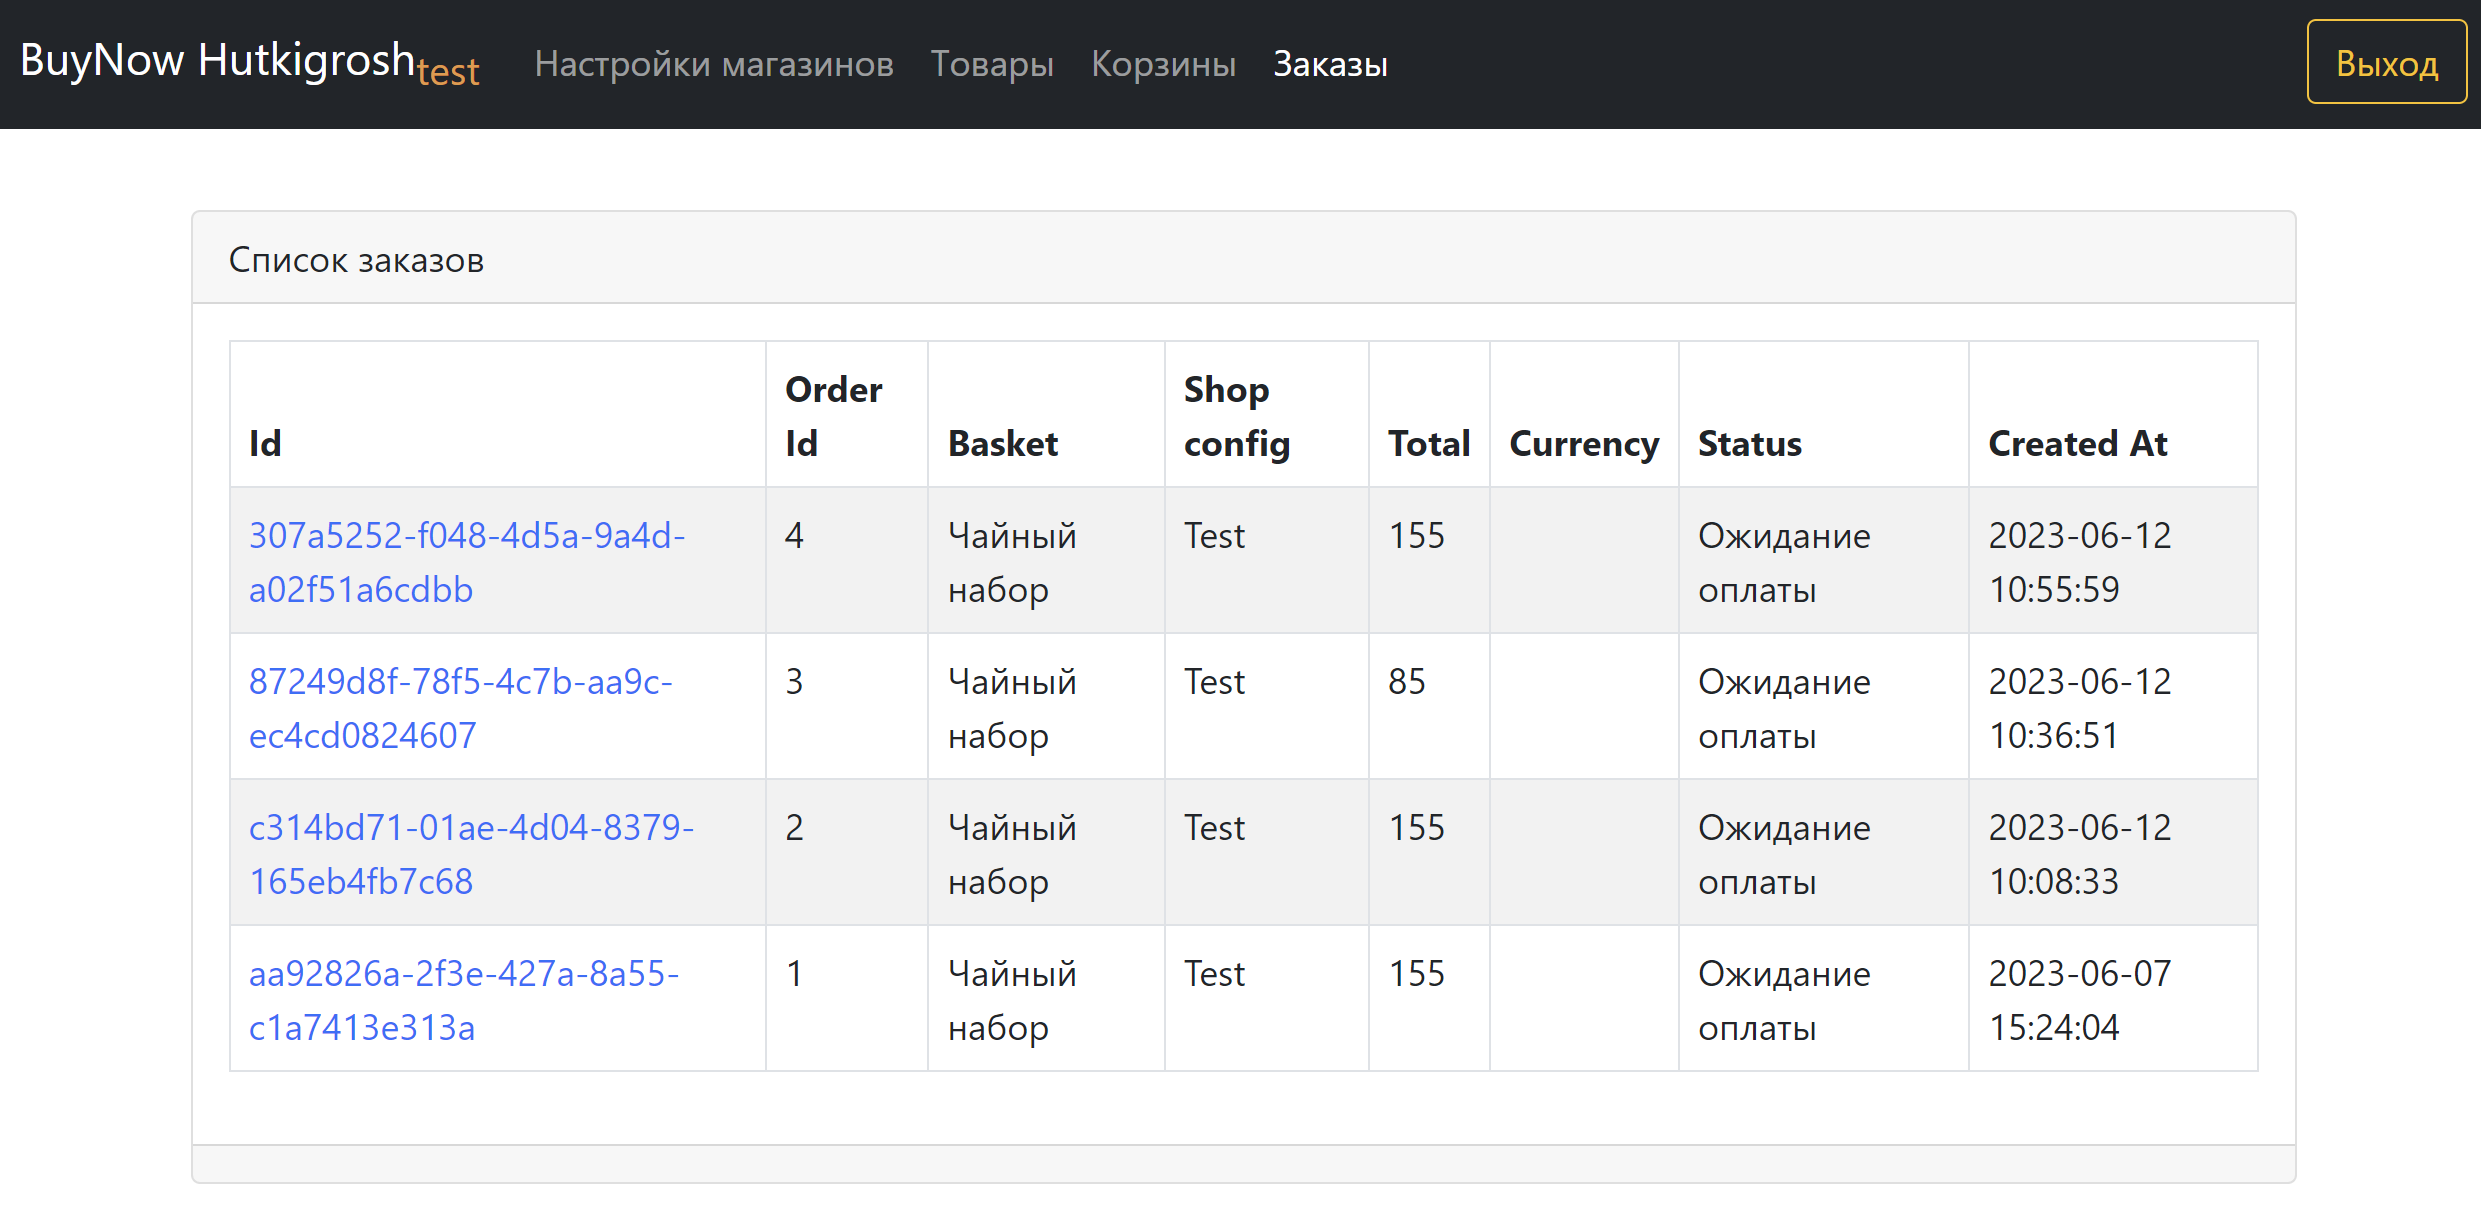 BuyNow Hutkigrosh test Настройки магазинов Товары Корзины Заказы Выход
Список заказов
Id Order Id Basket Shop config Total Currency Status Created At
307a5252-f048-4d5a-9a4d- 4 Чайный Test 155 Ожидание 2023-06-12
a02f51a6cdbb набор оплаты 10:55:59
87249d8f-78f5-4c7b-aa9c- 3 Чайный Test 85 Ожидание 2023-06-12
ec4cd0824607 набор оплаты 10:36:51
c314bd71-01ae-4d04-8379- 2 Чайный Test 155 Ожидание 2023-06-12
165eb4fb7c68 набор оплаты 10:08:33
aa92826a-2f3e-427a-8a55- 1 Чайный Test 155 Ожидание 2023-06-07
c1a7413e313a набор оплаты 15:24:04